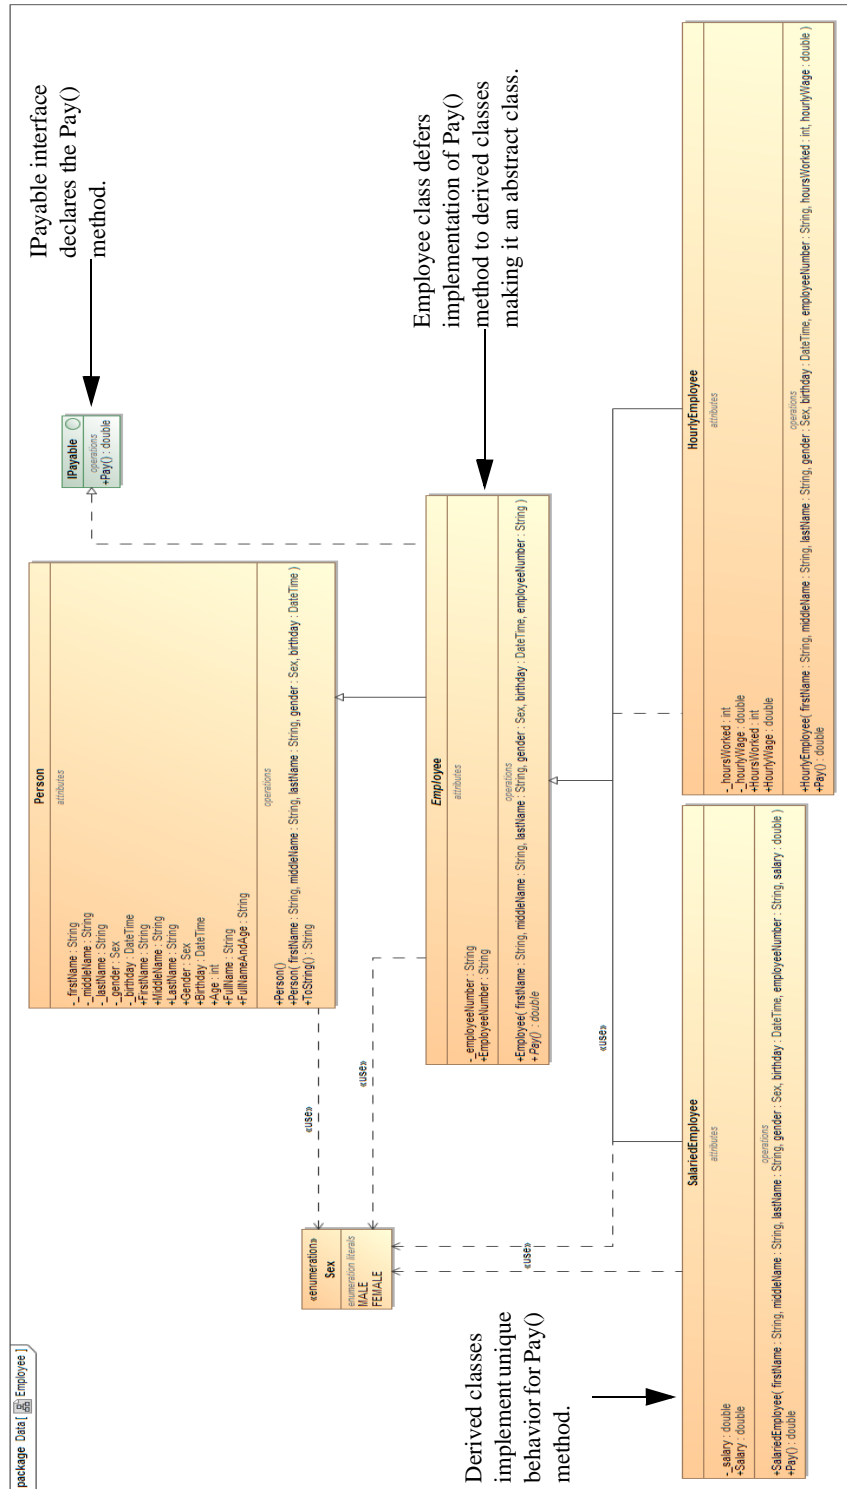 package Data[ Employee ]
«enumeration»
Sex
enumeration literals
MALE
FEMALE
«use»
«use»
«use»
«use»
Person
attributes
-_firstName : String
-_middleName : String
-_lastName : String
-_gender : Sex
-_birthday : DateTime
+FirstName : String
+MiddleName : String
+LastName : String
+Gender : Sex
+Birthday : DateTime
+Age : int
+FullName : String
+FullNameAndAge : String
operations
+Person()
+Person( firstName : String, middleName : String, lastName : String, gender : Sex, birthday : DateTime )
+ToString() : String
IPayable
operations
+Pay() : double
IPayable interface
declares the Pay()
method.
Employee
attributes
-_employeeNumber : String
+EmployeeNumber : String
operations
+Employee( firstName : String, middleName : String, lastName : String, gender : Sex, birthday : DateTime, employeeNumber : String )
+Pay() : double
Employee class defers
implementation of Pay()
method to derived classes
making it an abstract class.
Derived classes
implement unique
behavior for Pay()
method.
SalariedEmployee
attributes
-_salary : double
+Salary : double
operations
+SalariedEmployee( firstName : String, middleName : String, lastName : String, gender : Sex, birthday : DateTime, employeeNumber : String, salary : double )
+Pay() : double
HourlyEmployee
attributes
-_hoursWorked : int
-_hourlyWage : double
+HoursWorked : int
+HourlyWage : double
operations
+HourlyEmployee( firstName : String, middleName : String, lastName : String, gender : Sex, birthday : DateTime, employeeNumber : String, hoursWorked : int, hourlyWage : double )
+Pay() : double